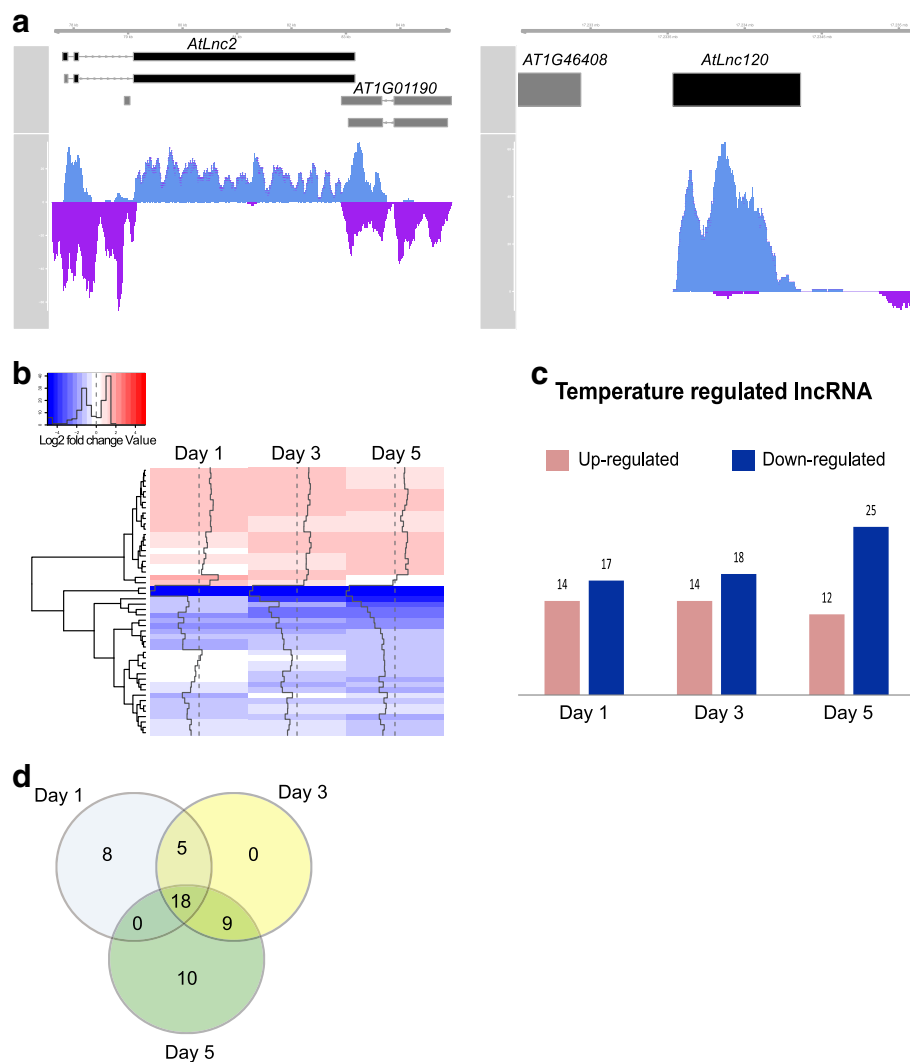 a
AtLnc2
AT1G01190
AT1G46408
AtLnc120
b
Log2 fold change Value
Day 1
Day 3
Day 5
c
Temperature regulated lncRNA
Up-regulated
Down-regulated
14
17
14
18
12
25
Day 1
Day 3
Day 5
d
Day 1
Day 3
8
5
0
18
0
9
10
Day 5